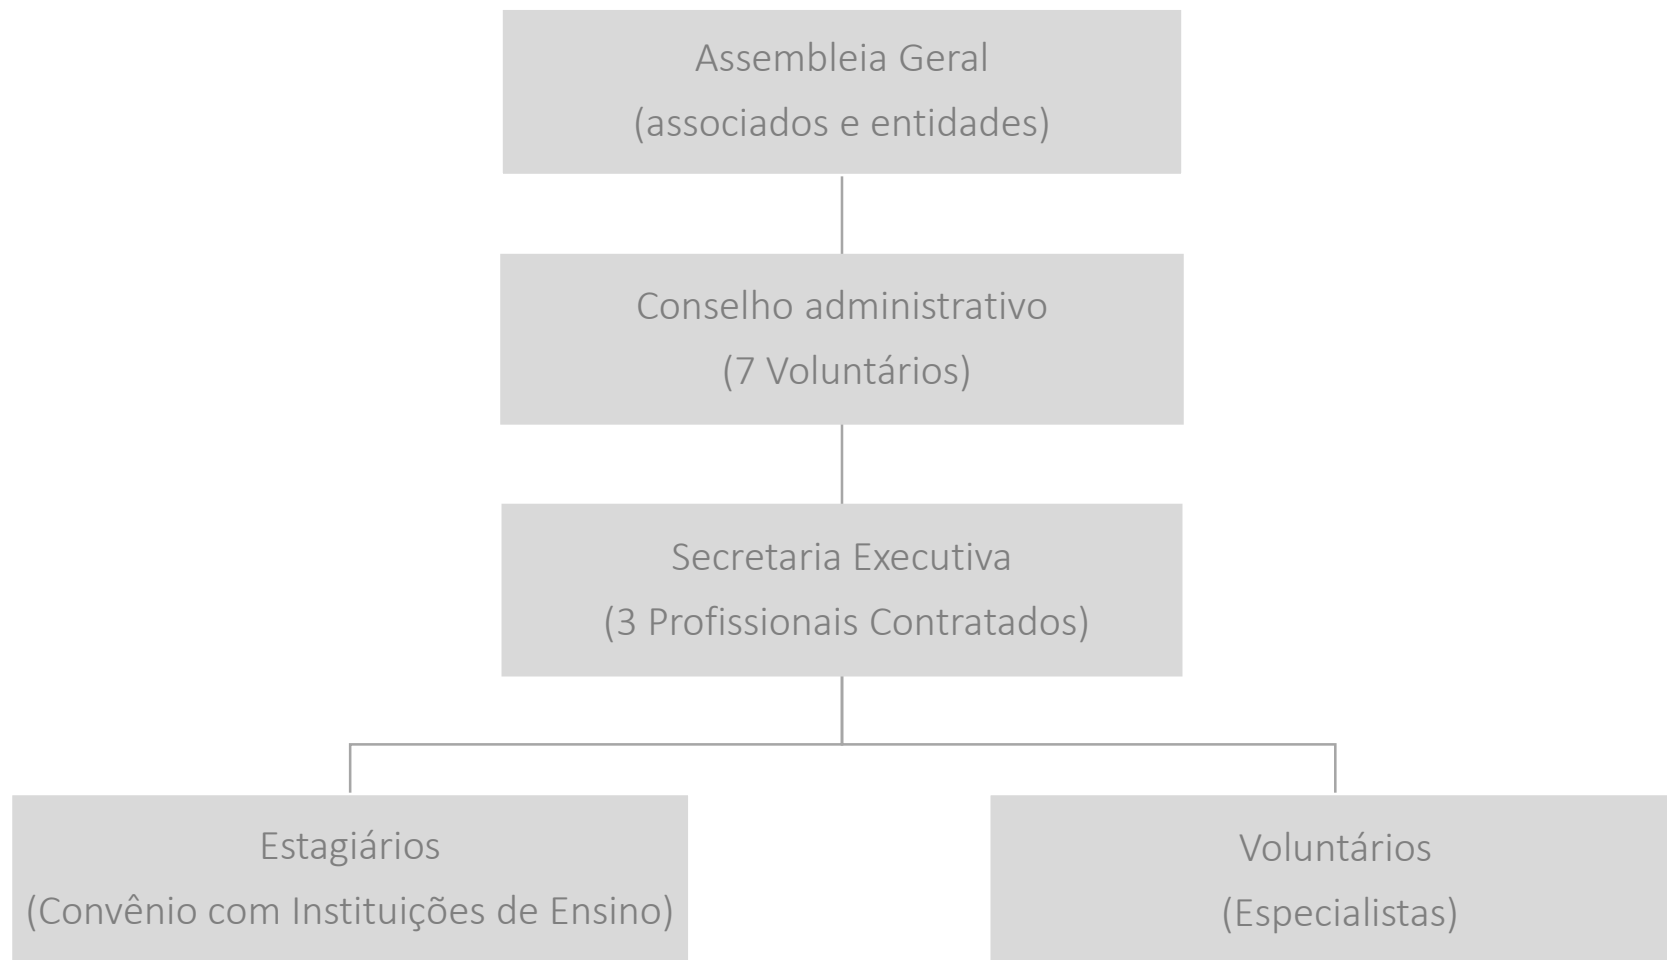 Assembleia Geral
(associados e entidades)
Conselho administrativo
(7 Voluntários)
Secretaria Executiva
(3 Profissionais Contratados)
Estagiários
(Convênio com Instituições de Ensino)
Voluntários
(Especialistas)